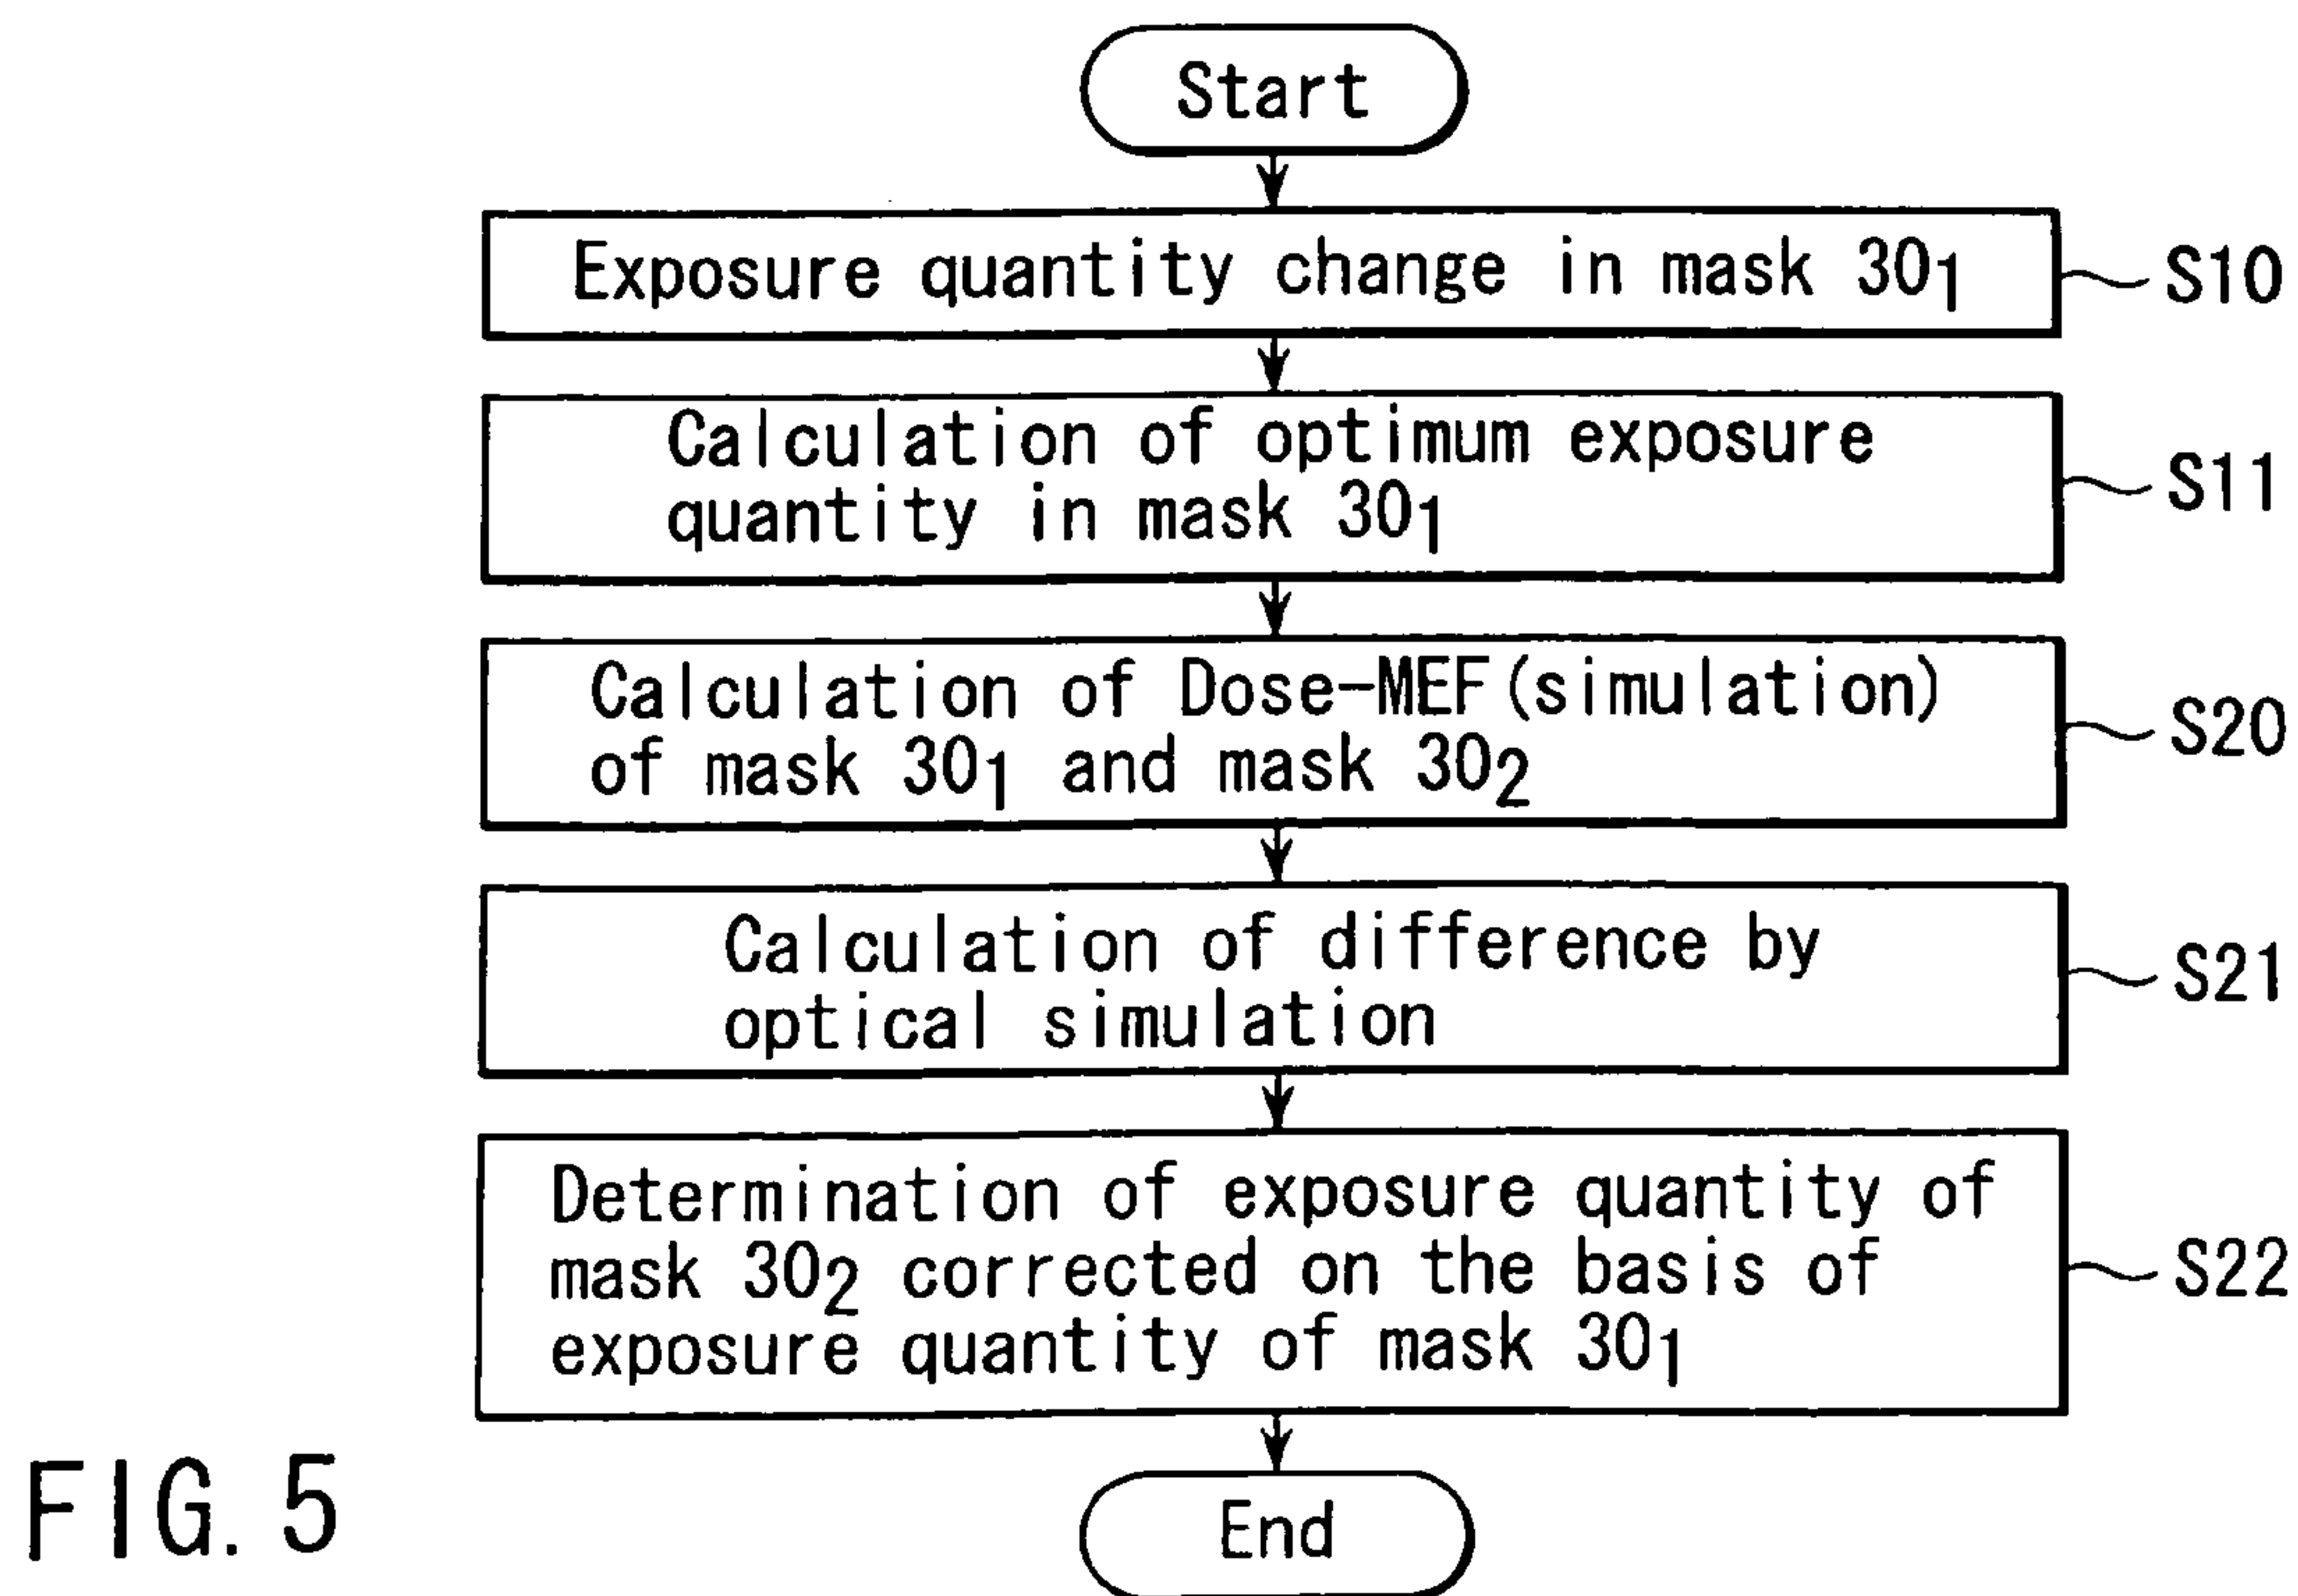 Start
Exposure quantity change in mask 30₁
S10
Calculation of optimum exposure
quantity in mask 30₁
S11
Calculation of Dose-MEF(simulation)
of mask 30₁ and mask 30₂
S20
Calculation of difference by
optical simulation
S21
Determination of exposure quantity of
mask 30₂ corrected on the basis of
exposure quantity of mask 30₁
S22
End
FIG. 5